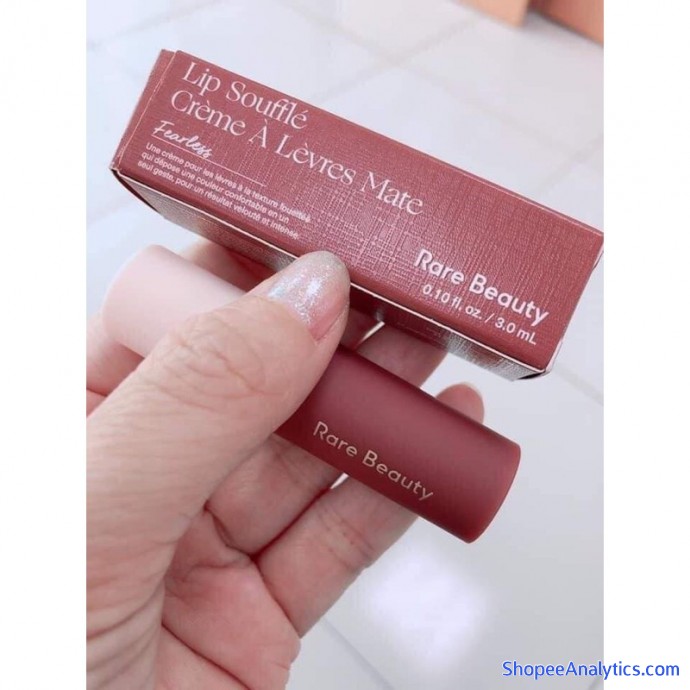 Lip Soufflé
Crème À Lèvres Mate
Fearless
Une crème pour les lèvres à la texture fouettée
qui dépose une couleur confortable en un
seul geste, pour un résultat velouté et intense.
Rare Beauty
0.10 fl. oz. / 3.0 mL
Rare Beauty
ShopeeAnalytics.com